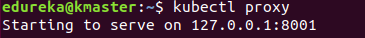 edureka@kmaster:~$ kubectl proxy
Starting to serve on 127.0.0.1:8001